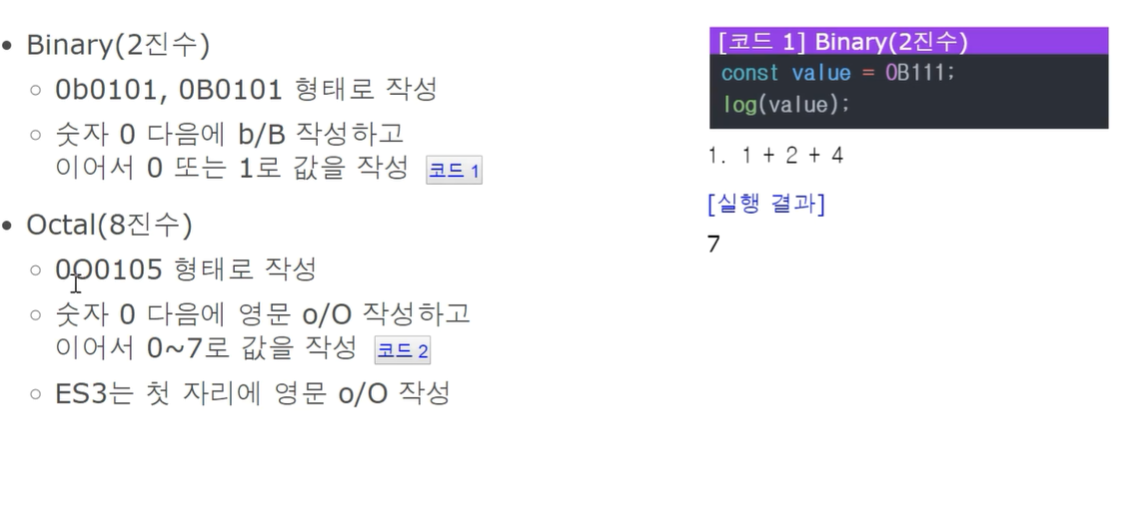 Binary(2진수)
0b0101, 0B0101 형태로 작성
숫자 0 다음에 b/B 작성하고
이어서 0 또는 1로 값을 작성 코드 1
Octal(8진수)
0O0105 형태로 작성
숫자 0 다음에 영문 o/O 작성하고
이어서 0~7로 값을 작성 코드 2
ES3는 첫 자리에 영문 o/O 작성
[코드 1] Binary(2진수)
const value = 0B111;
log(value);
1. 1 + 2 + 4
[실행 결과]
7